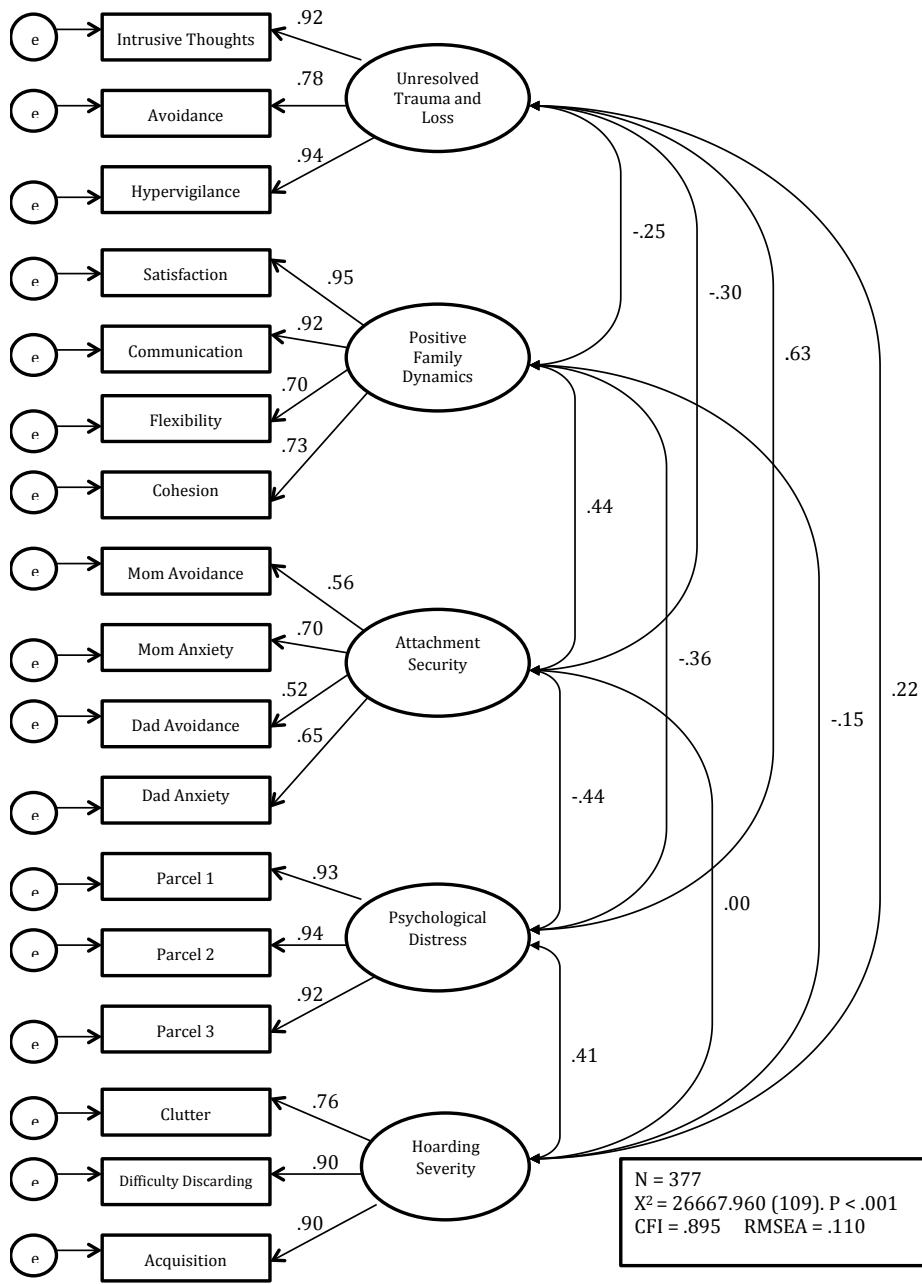 e
Intrusive Thoughts
.92
Unresolved
Trauma and
Loss
e
Avoidance
.78
e
Hypervigilance
.94
-.25
-.30
.63
e
Satisfaction
.95
Positive
Family
Dynamics
e
Communication
.92
e
Flexibility
.70
e
Cohesion
.73
.44
-.36
-.15
.22
e
Mom Avoidance
.56
Attachment
Security
e
Mom Anxiety
.70
e
Dad Avoidance
.52
e
Dad Anxiety
.65
-.44
.00
e
Parcel 1
.93
Psychological
Distress
e
Parcel 2
.94
e
Parcel 3
.92
.41
e
Clutter
.76
Hoarding
Severity
e
Difficulty Discarding
.90
e
Acquisition
.90
N = 377
X² = 26667.960 (109). P < .001
CFI = .895 RMSEA = .110